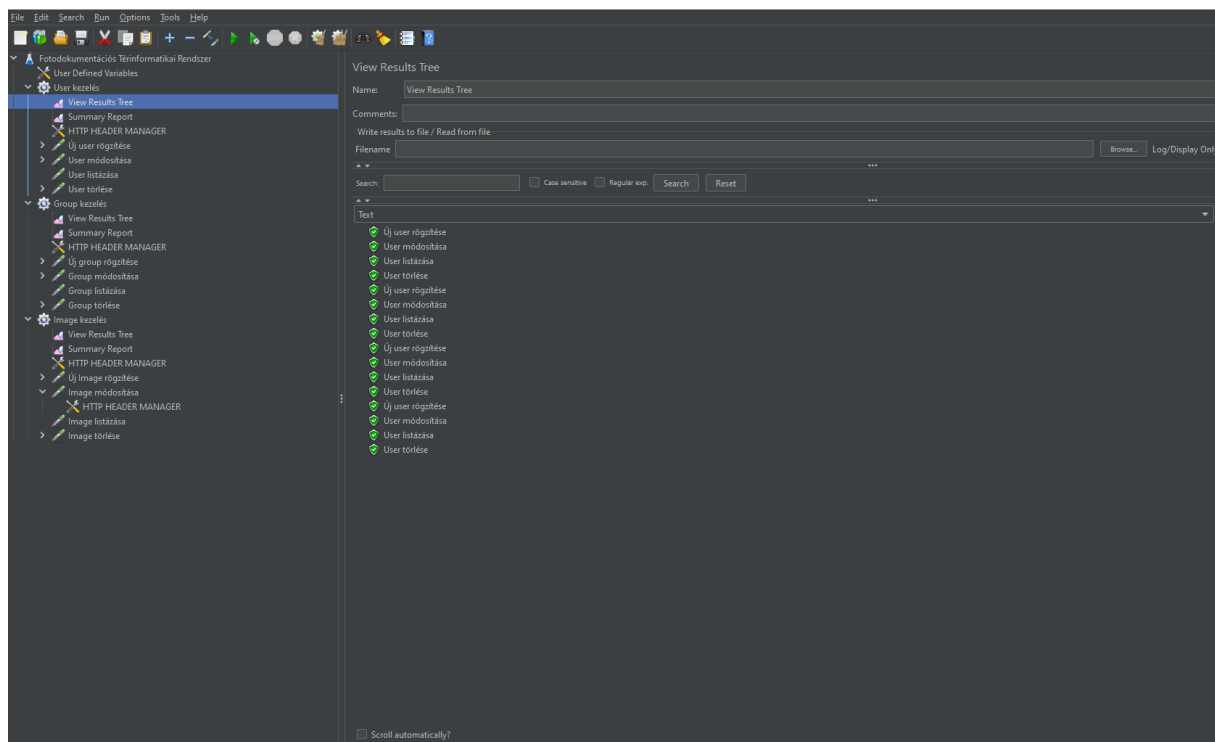 File Edit Search Run Options Tools Help
Fotodokumentációs Térinformatikai Rendszer
User Defined Variables
User kezelés
View Results Tree
Summary Report
HTTP HEADER MANAGER
Új user rögzítése
User módosítása
User listázása
User törlése
Group kezelés
View Results Tree
Summary Report
HTTP HEADER MANAGER
Új group rögzítése
Group módosítása
Group listázása
Group törlése
Image kezelés
View Results Tree
Summary Report
HTTP HEADER MANAGER
Új Image rögzítése
Image módosítása
HTTP HEADER MANAGER
Image listázása
Image törlése
View Results Tree
Name: View Results Tree
Comments:
Write results to file / Read from file
Filename Browse... Log/Display Onl
Search: Case sensitive Regular exp. Search Reset
Text
Új user rögzítése
User módosítása
User listázása
User törlése
Új user rögzítése
User módosítása
User listázása
User törlése
Új user rögzítése
User módosítása
User listázása
User törlése
Új user rögzítése
User módosítása
User listázása
User törlése
Scroll automatically?